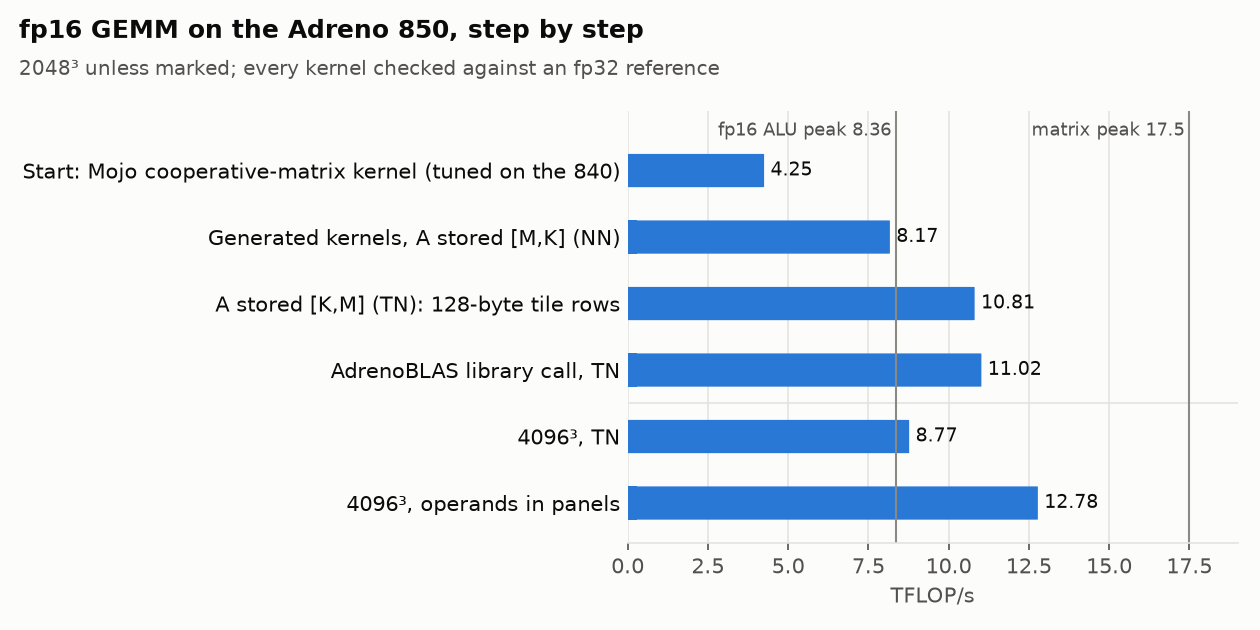 fp16 GEMM on the Adreno 850, step by step
2048³ unless marked; every kernel checked against an fp32 reference
fp16 ALU peak 8.36
matrix peak 17.5
Start: Mojo cooperative-matrix kernel (tuned on the 840)
4.25
Generated kernels, A stored [M,K] (NN)
8.17
A stored [K,M] (TN): 128-byte tile rows
10.81
AdrenoBLAS library call, TN
11.02
4096³, TN
8.77
4096³, operands in panels
12.78
0.0 2.5 5.0 7.5 10.0 12.5 15.0 17.5
TFLOP/s